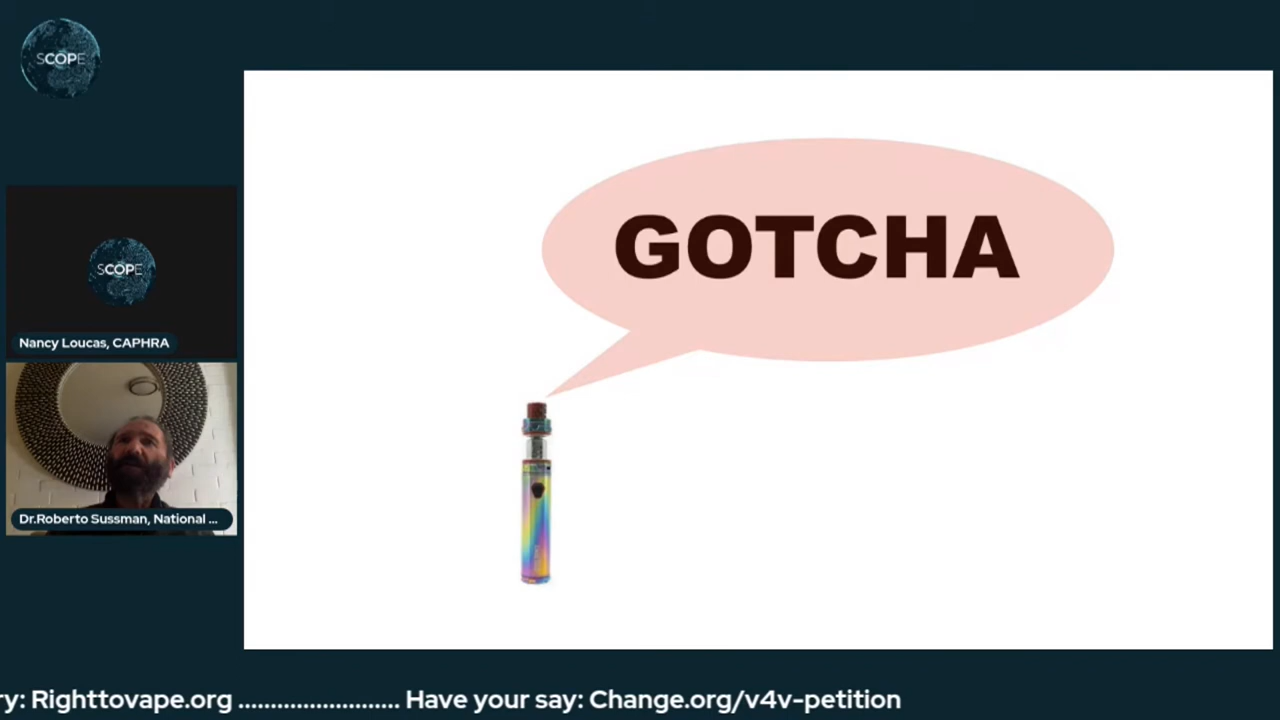 SCOPE
GOTCHA
SCOPE
Nancy Loucas, CAPHRA
Dr.Roberto Sussman, National ...
ry: Righttovape.org ........................ Have your say: Change.org/v4v-petition